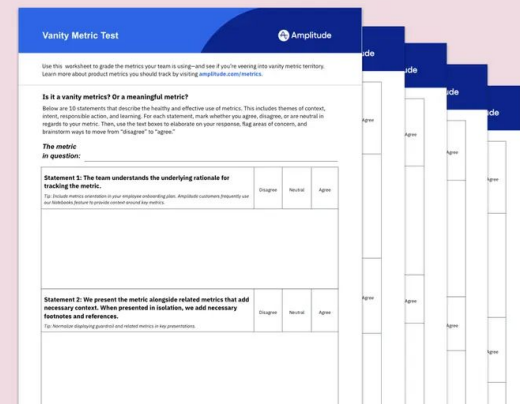 Vanity Metric Test
Amplitude
Use this worksheet to grade the metrics your team is using—and see if you're veering into vanity metric territory.
Learn more about product metrics you should track by visiting amplitude.com/metrics.
Is it a vanity metrics? Or a meaningful metric?
Below are 10 statements that describe the healthy and effective use of metrics. This includes themes of context,
intent, responsible action, and learning. For each statement, mark whether you agree, disagree, or are neutral in
regards to your metric. Then, use the text boxes to elaborate on your response, flag areas of concern, and
brainstorm ways to move from "disagree" to "agree."
The metric
in question:
Statement 1: The team understands the underlying rationale for
tracking the metric.
Tip: Include metrics orientation in your employee onboarding plan. Amplitude customers frequently use
our Notebooks feature to provide context around key metrics.
Disagree
Neutral
Agree
Statement 2: We present the metric alongside related metrics that add
necessary context. When presented in isolation, we add necessary
footnotes and references.
Tip: Normalize displaying guardrail and related metrics in key presentations.
Disagree
Neutral
Agree
ude
Agree
Agree
ude
Agree
Agree
ude
Agree
Agree
de
Agree
Agree